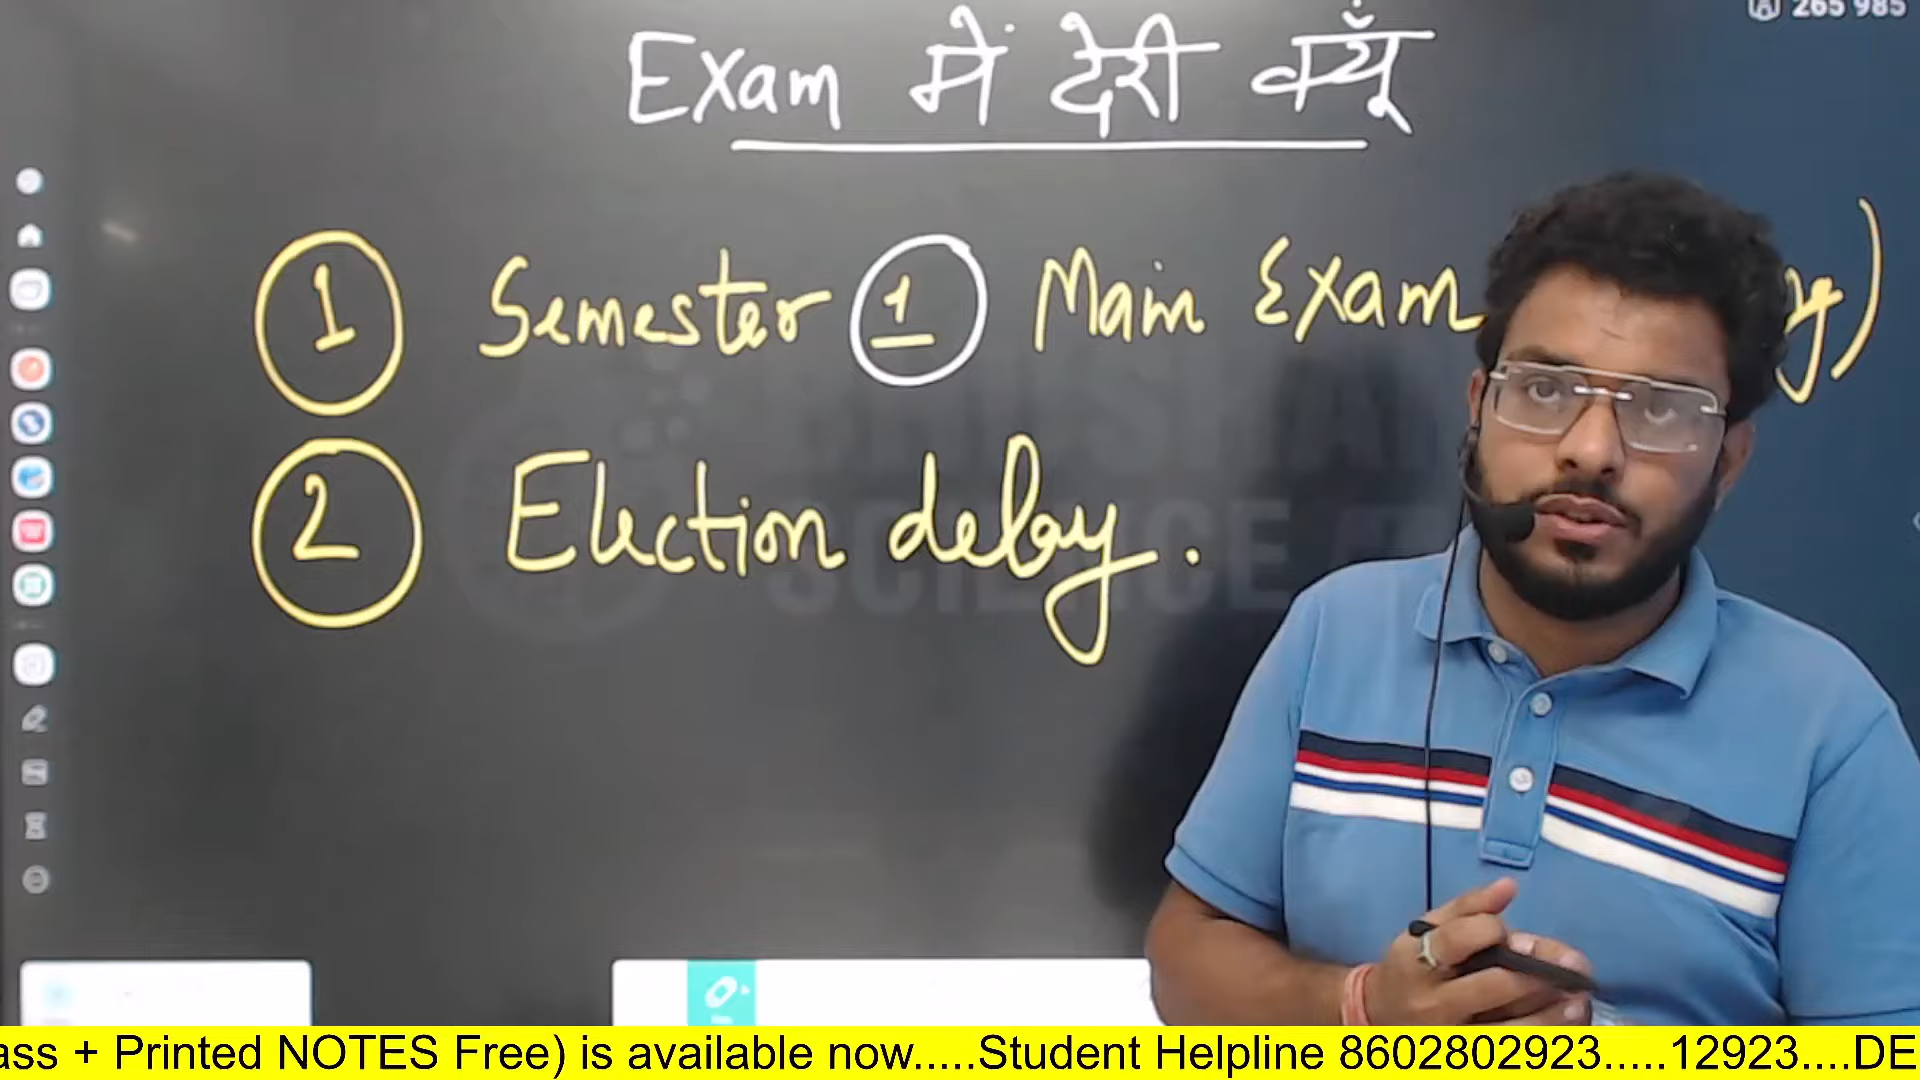 265 985
Exam में देरी क्यूँ
1 Semester 1 Main Exam
2 Election delay.
SCIENCE
ass + Printed NOTES Free) is available now.....Student Helpline 8602802923.....12923....DE